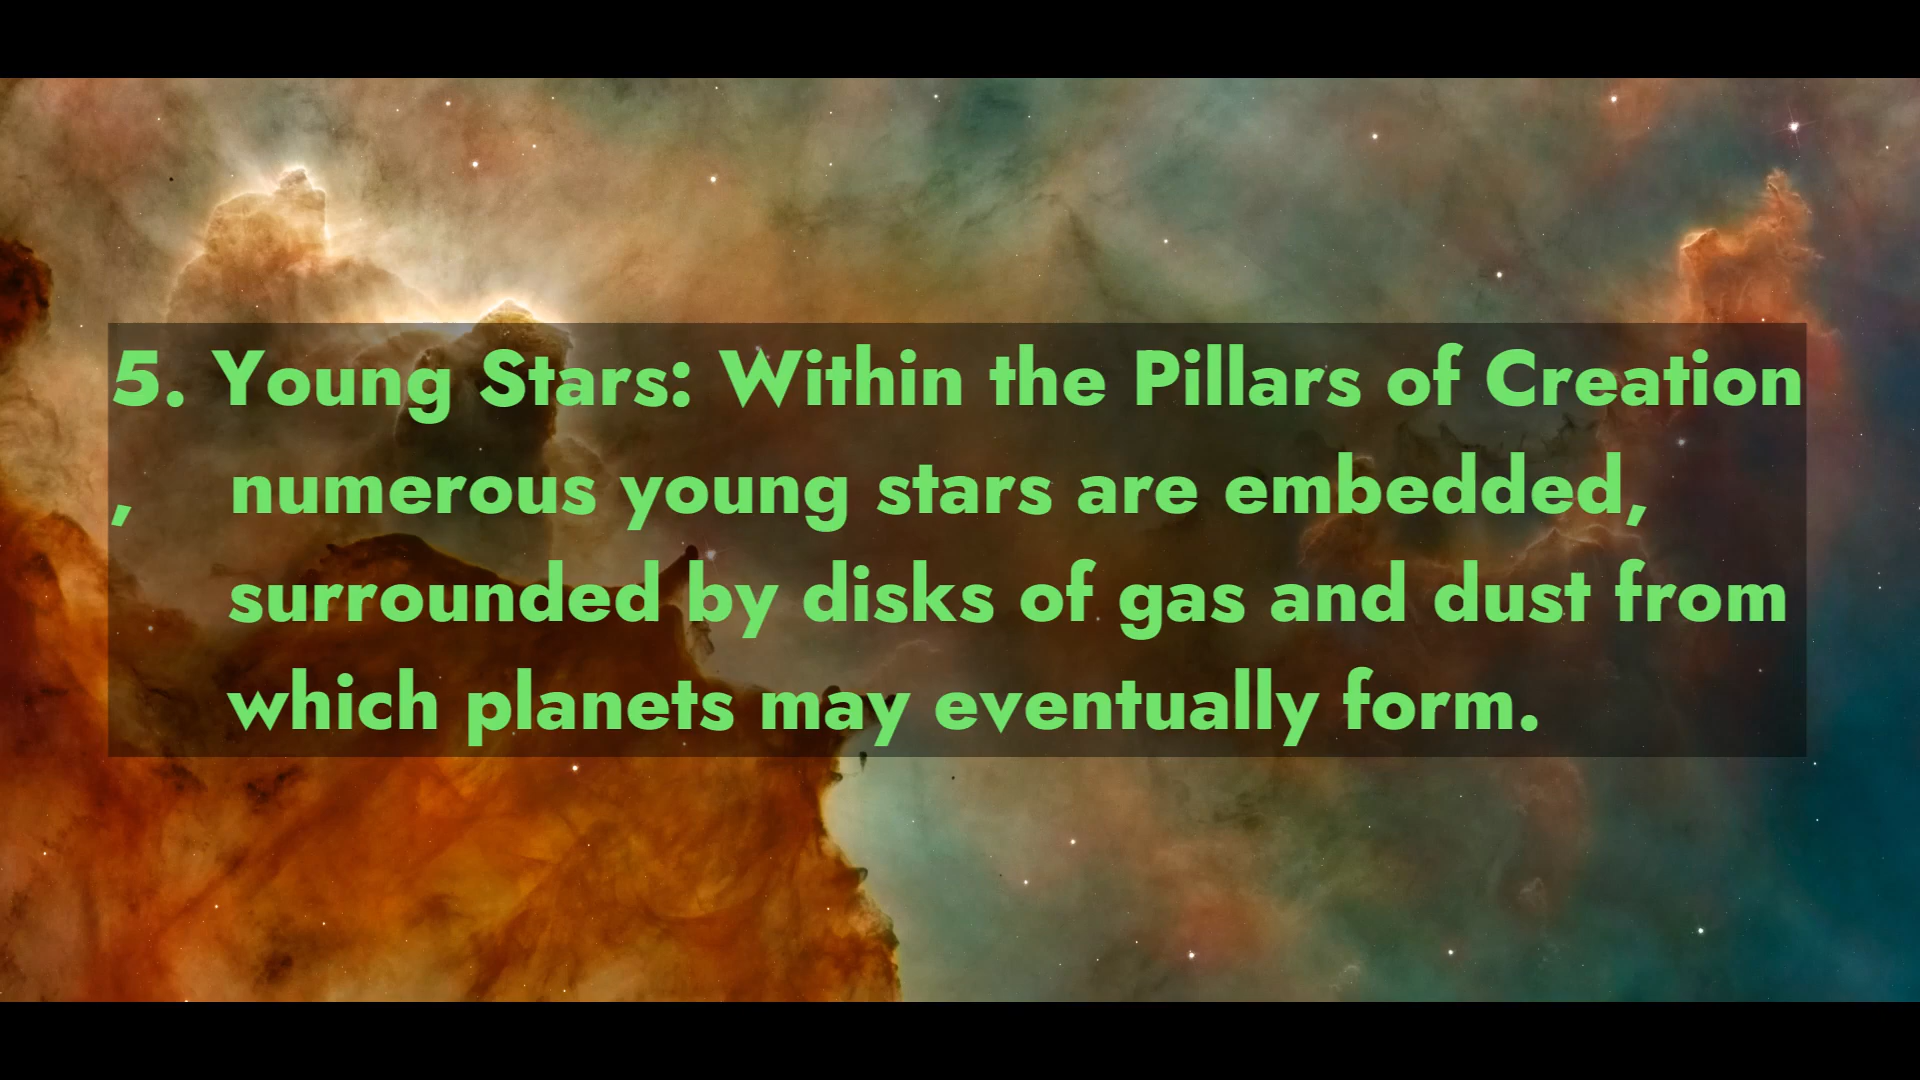 5. Young Stars: Within the Pillars of Creation
, numerous young stars are embedded,
surrounded by disks of gas and dust from
which planets may eventually form.